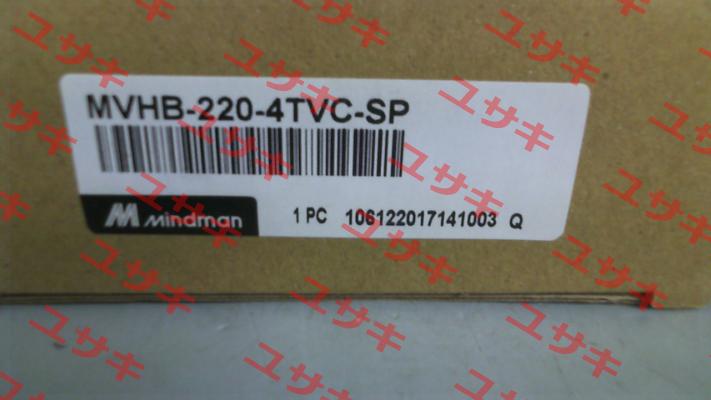 MVHB-220-4TVC-SP
Mindman 1 PC 106122017141003 Q
ユサキ